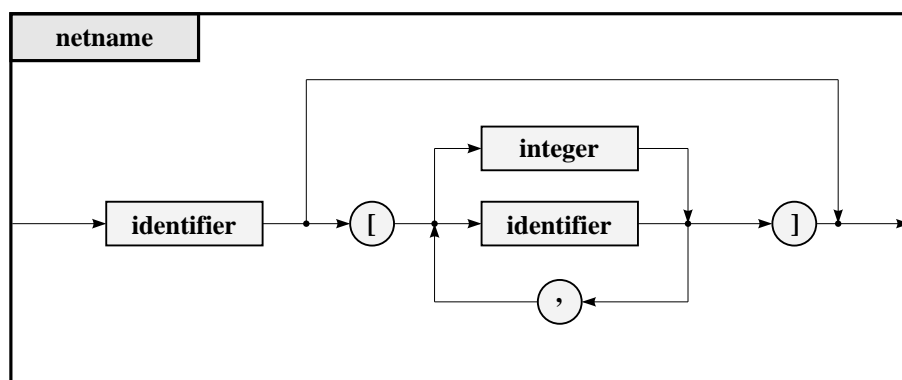 netname
integer
identifier [ identifier ]
,